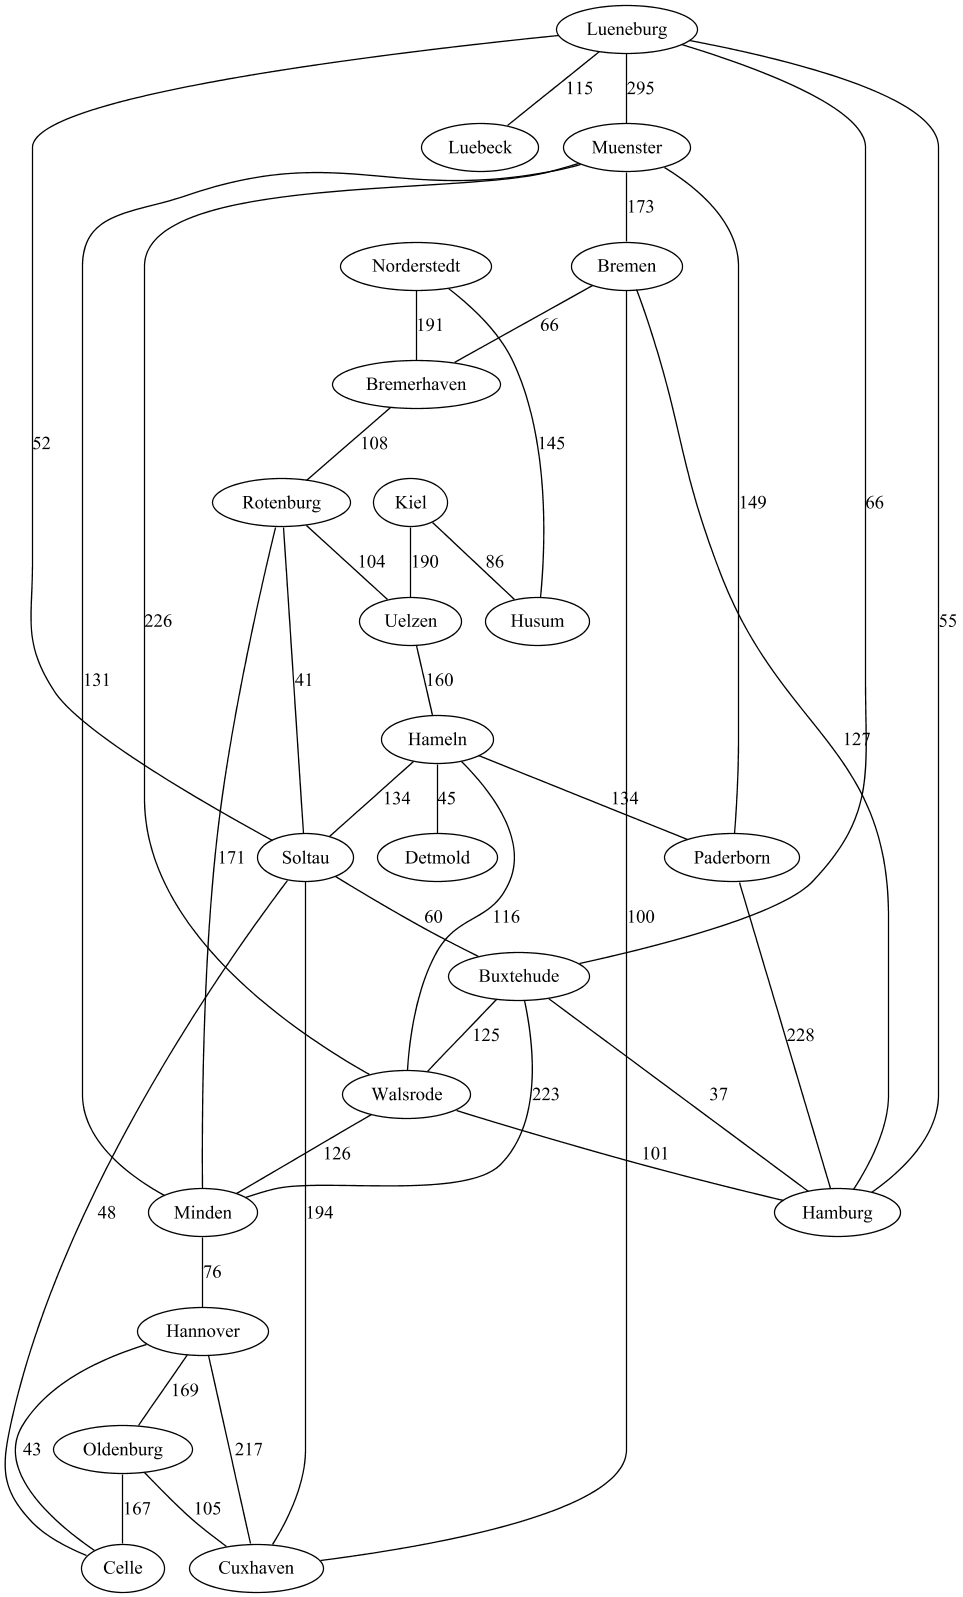 Lueneburg
115
295
Luebeck
Muenster
173
Norderstedt
Bremen
191
66
Bremerhaven
52
108
145
149
66
Rotenburg
Kiel
104
190
86
226
Uelzen
Husum
55
131
41
160
Hameln
127
134
45
134
171
Soltau
Detmold
Paderborn
60
116
100
Buxtehude
125
228
Walsrode
223
37
126
101
48
Minden
194
Hamburg
76
Hannover
169
43
Oldenburg
217
167
105
Celle
Cuxhaven